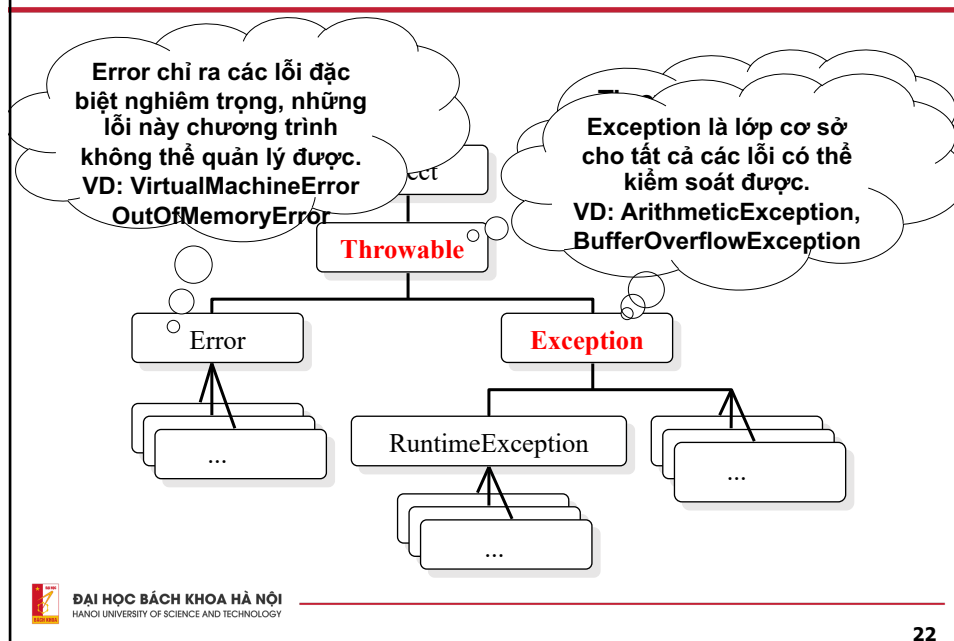 Error chỉ ra các lỗi đặc
biệt nghiêm trọng, những
lỗi này chương trình
không thể quản lý được.
VD: VirtualMachineError
OutOfMemoryError
Exception là lớp cơ sở
cho tất cả các lỗi có thể
kiểm soát được.
VD: ArithmeticException,
BufferOverflowException
Throwable
Error
Exception
...
RuntimeException
...
...
ĐẠI HỌC BÁCH KHOA HÀ NỘI
HANOI UNIVERSITY OF SCIENCE AND TECHNOLOGY
22